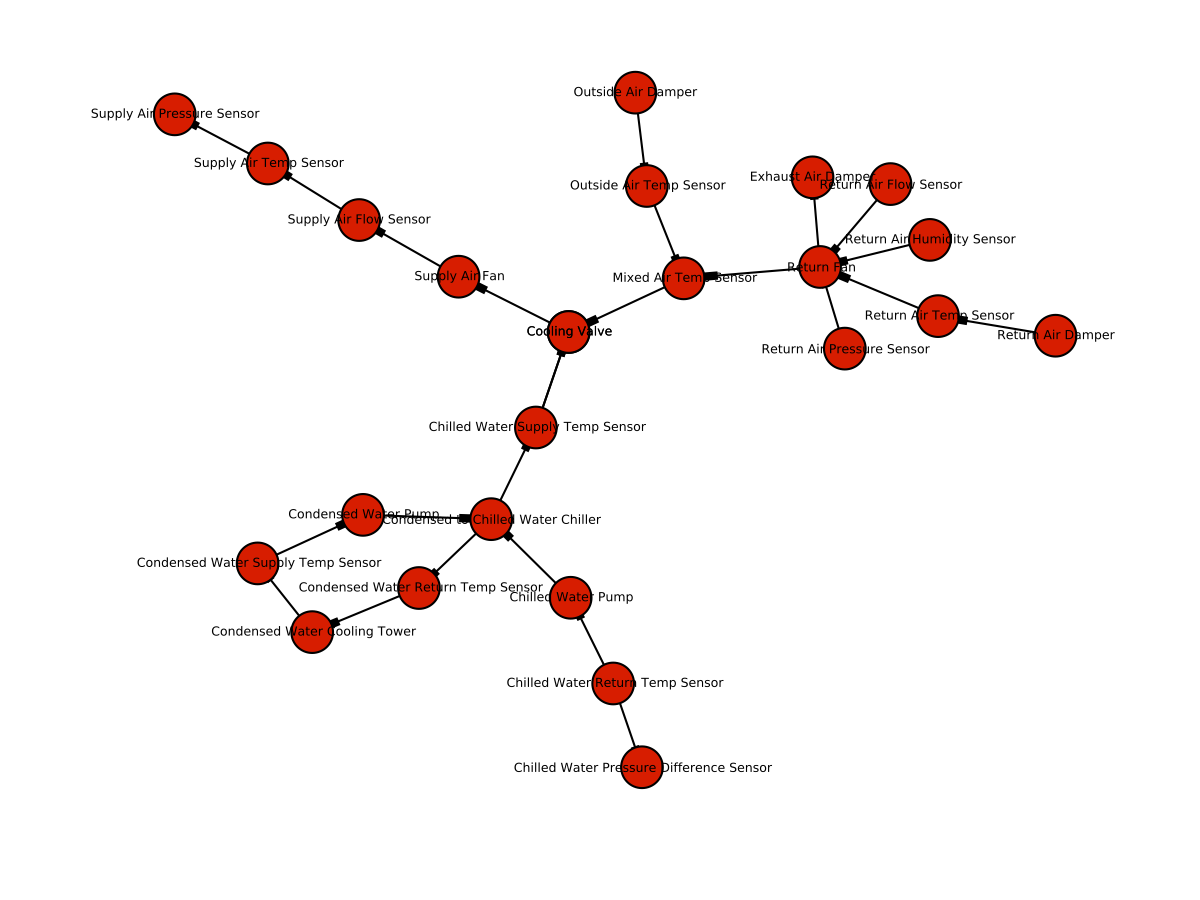 Outside Air Damper
Supply Air Pressure Sensor
Supply Air Temp Sensor
Exhaust Air Damper
Return Air Flow Sensor
Outside Air Temp Sensor
Supply Air Flow Sensor
Return Air Humidity Sensor
Return Fan
Supply Air Fan
Mixed Air Temp Sensor
Return Air Temp Sensor
Cooling Valve
Return Air Damper
Return Air Pressure Sensor
Chilled Water Supply Temp Sensor
Condensed Water Pump
Condensed to Chilled Water Chiller
Condensed Water Supply Temp Sensor
Condensed Water Return Temp Sensor
Chilled Water Pump
Condensed Water Cooling Tower
Chilled Water Return Temp Sensor
Chilled Water Pressure Difference Sensor